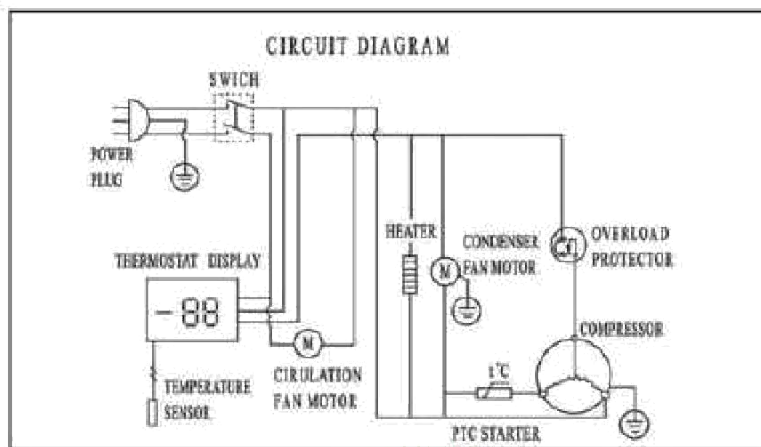 CIRCUIT DIAGRAM
SWICH
POWER
PLUG
THERMOSTAT DISPLAY
-88
TEMPERATURE
SENSOR
M
CIRULATION
FAN MOTOR
HEATER
M
CONDENSER
FAN MOTOR
OVERLOAD
PROTECTOR
COMPRESSOR
t°C
PTC STARTER